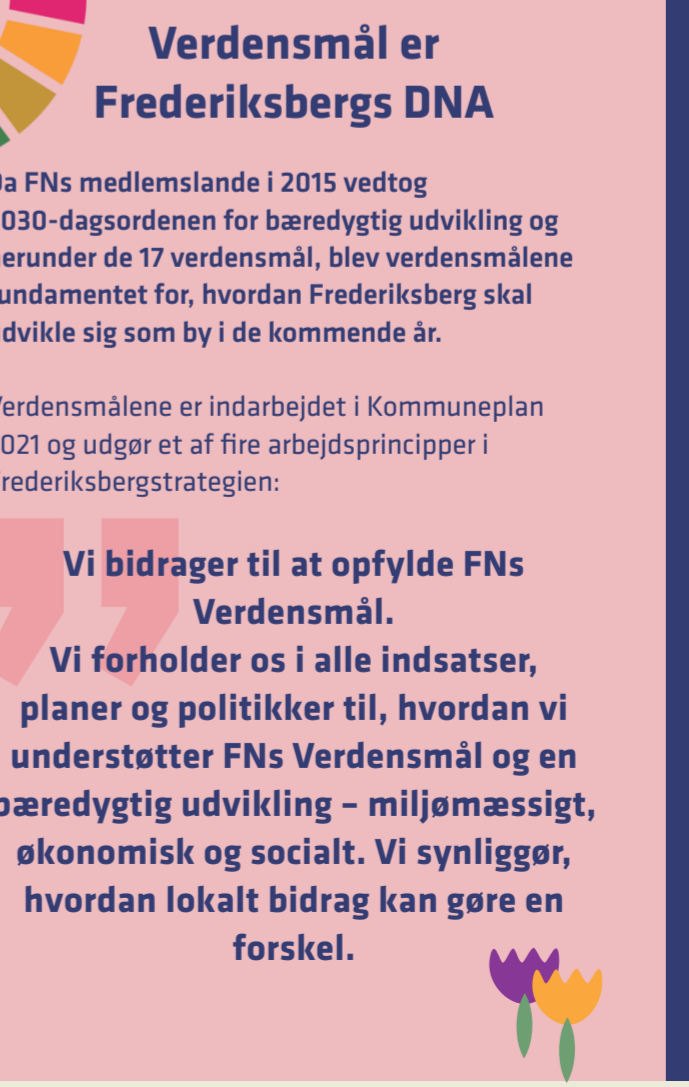 Verdensmål er
Frederiksbergs DNA
a FNs medlemslande i 2015 vedtog
030-dagsordenen for bæredygtig udvikling og
erunder de 17 verdensmål, blev verdensmålene
undamentet for, hvordan Frederiksberg skal
dvikle sig som by i de kommende år.
erdensmålene er indarbejdet i Kommuneplan
021 og udgør et af fire arbejdsprincipper i
rederiksbergstrategien:
Vi bidrager til at opfylde FNs
Verdensmål.
Vi forholder os i alle indsatser,
planer og politikker til, hvordan vi
understøtter FNs Verdensmål og en
bæredygtig udvikling – miljømæssigt,
økonomisk og socialt. Vi synliggør,
hvordan lokalt bidrag kan gøre en
forskel.